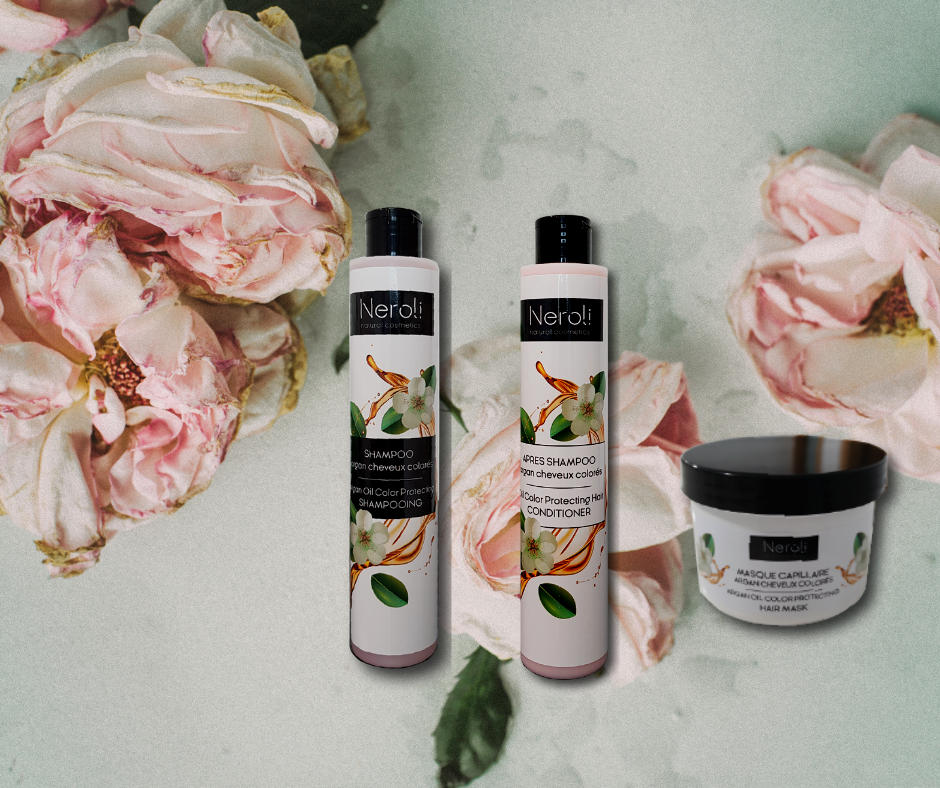 Neroli
natural cosmetics
SHAMPOO
argan cheveux colorés
Argan Oil Color Protecting
SHAMPOOING
Neroli
natural cosmetics
APRES SHAMPOO
argan cheveux colorés
Oil Color Protecting Hair
CONDITIONER
Neroli
MASQUE CAPILLAIRE
ARGAN CHEVEUX COLORÉS
ARGAN OIL COLOR PROTECTING
HAIR MASK